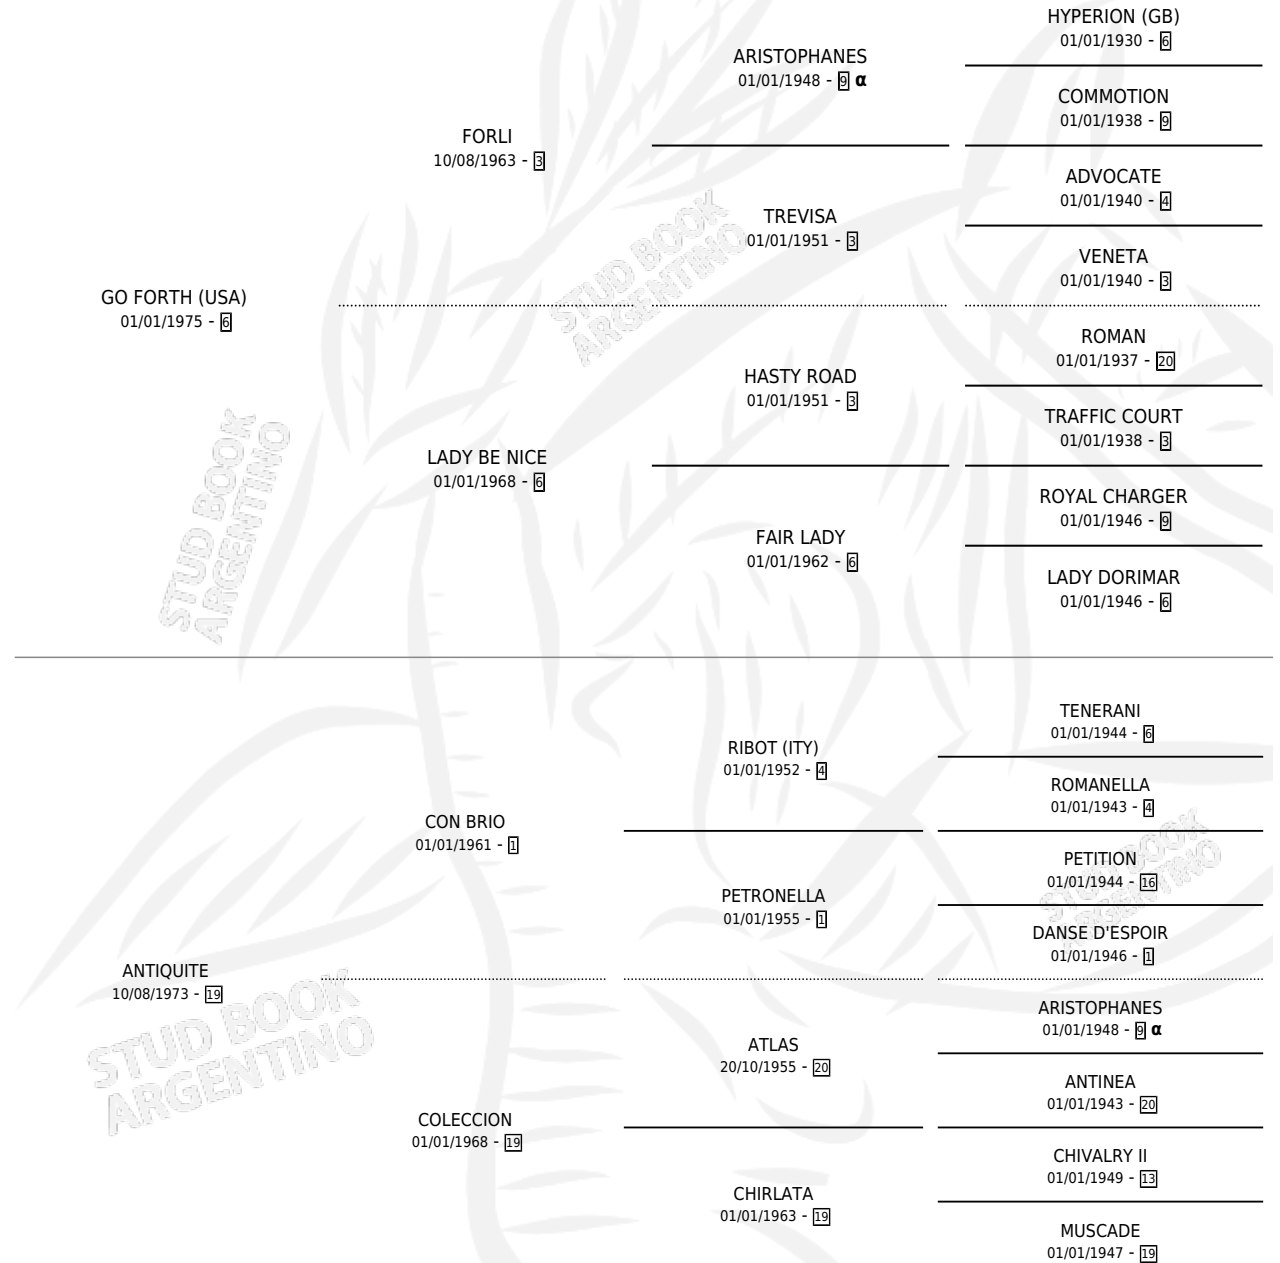 HYPERION (GB)
01/01/1930 - 6
ARISTOPHANES
01/01/1948 - 9 α
COMMOTION
01/01/1938 - 9
FORLI
10/08/1963 - 3
ADVOCATE
01/01/1940 - 4
TREVISA
01/01/1951 - 3
VENETA
01/01/1940 - 3
GO FORTH (USA)
01/01/1975 - 6
ROMAN
01/01/1937 - 20
HASTY ROAD
01/01/1951 - 3
TRAFFIC COURT
01/01/1938 - 3
LADY BE NICE
01/01/1968 - 6
ROYAL CHARGER
01/01/1946 - 9
FAIR LADY
01/01/1962 - 6
LADY DORIMAR
01/01/1946 - 6
TENERANI
01/01/1944 - 6
RIBOT (ITY)
01/01/1952 - 4
ROMANELLA
01/01/1943 - 4
CON BRIO
01/01/1961 - 1
PETITION
01/01/1944 - 16
PETRONELLA
01/01/1955 - 1
DANSE D'ESPOIR
01/01/1946 - 1
ANTIQUITE
10/08/1973 - 19
ARISTOPHANES
01/01/1948 - 9 α
ATLAS
20/10/1955 - 20
ANTINEA
01/01/1943 - 20
COLECCION
01/01/1968 - 19
CHIVALRY II
01/01/1949 - 13
CHIRLATA
01/01/1963 - 19
MUSCADE
01/01/1947 - 19
STUD BOOK
ARGENTINO
STUD BOOK
ARGENTINO
STUD BOOK
ARGENTINO
STUD BOOK
ARGENTINO